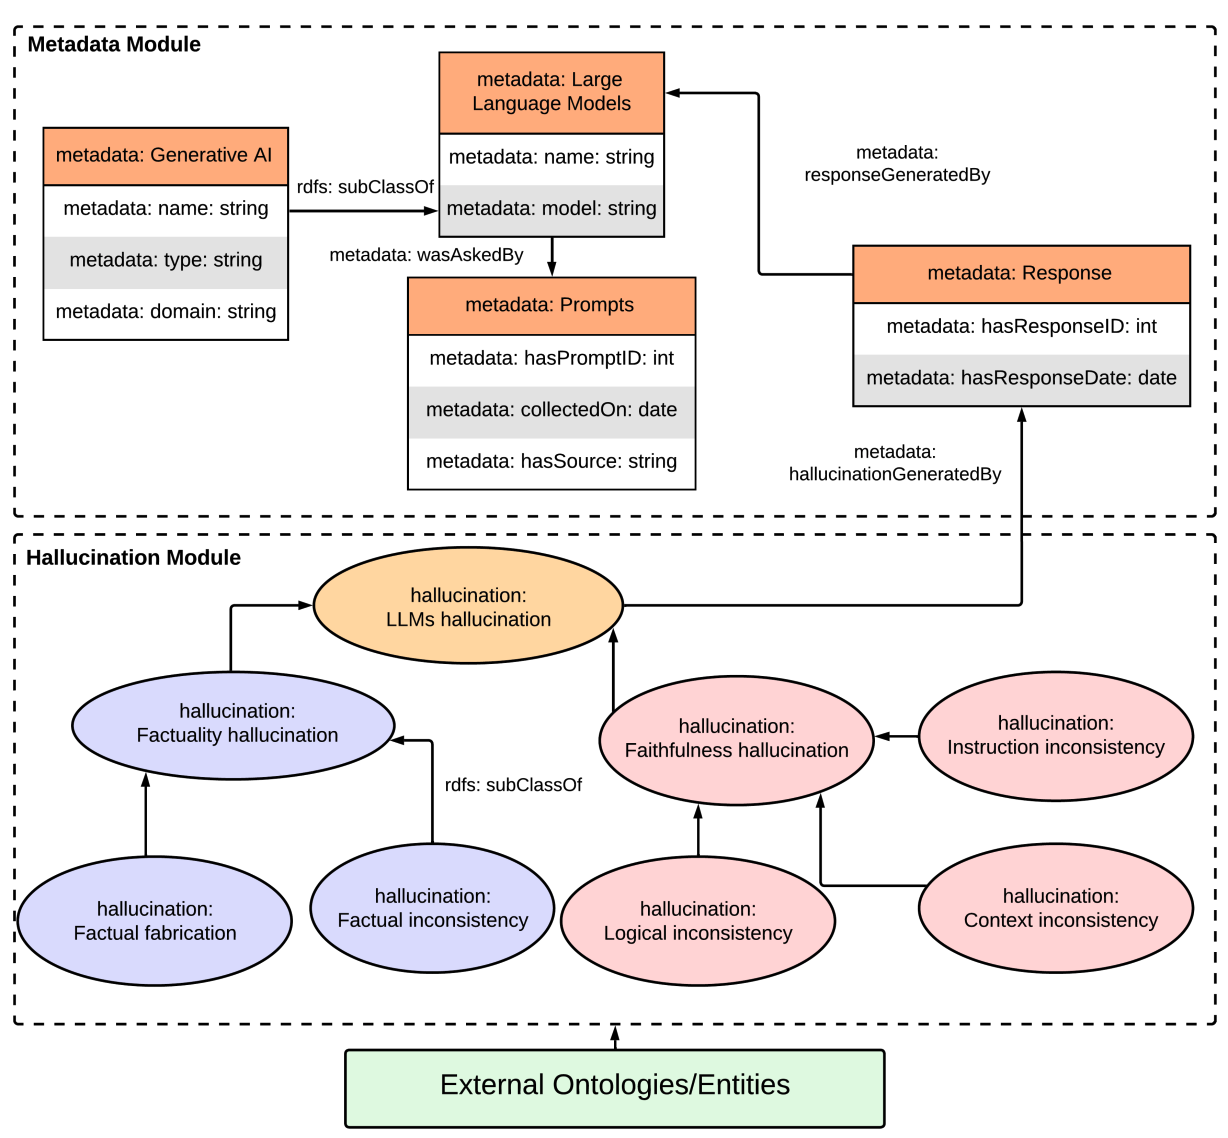 Metadata Module
metadata: Large
Language Models
metadata: name: string
metadata: model: string
metadata: Generative AI
metadata: name: string
metadata: type: string
metadata: domain: string
rdfs: subClassOf
metadata: wasAskedBy
metadata: Prompts
metadata: hasPromptID: int
metadata: collectedOn: date
metadata: hasSource: string
metadata:
responseGeneratedBy
metadata: Response
metadata: hasResponseID: int
metadata: hasResponseDate: date
metadata:
hallucinationGeneratedBy
Hallucination Module
hallucination:
LLMs hallucination
hallucination:
Factuality hallucination
hallucination:
Faithfulness hallucination
hallucination:
Instruction inconsistency
rdfs: subClassOf
hallucination:
Factual fabrication
hallucination:
Factual inconsistency
hallucination:
Logical inconsistency
hallucination:
Context inconsistency
External Ontologies/Entities